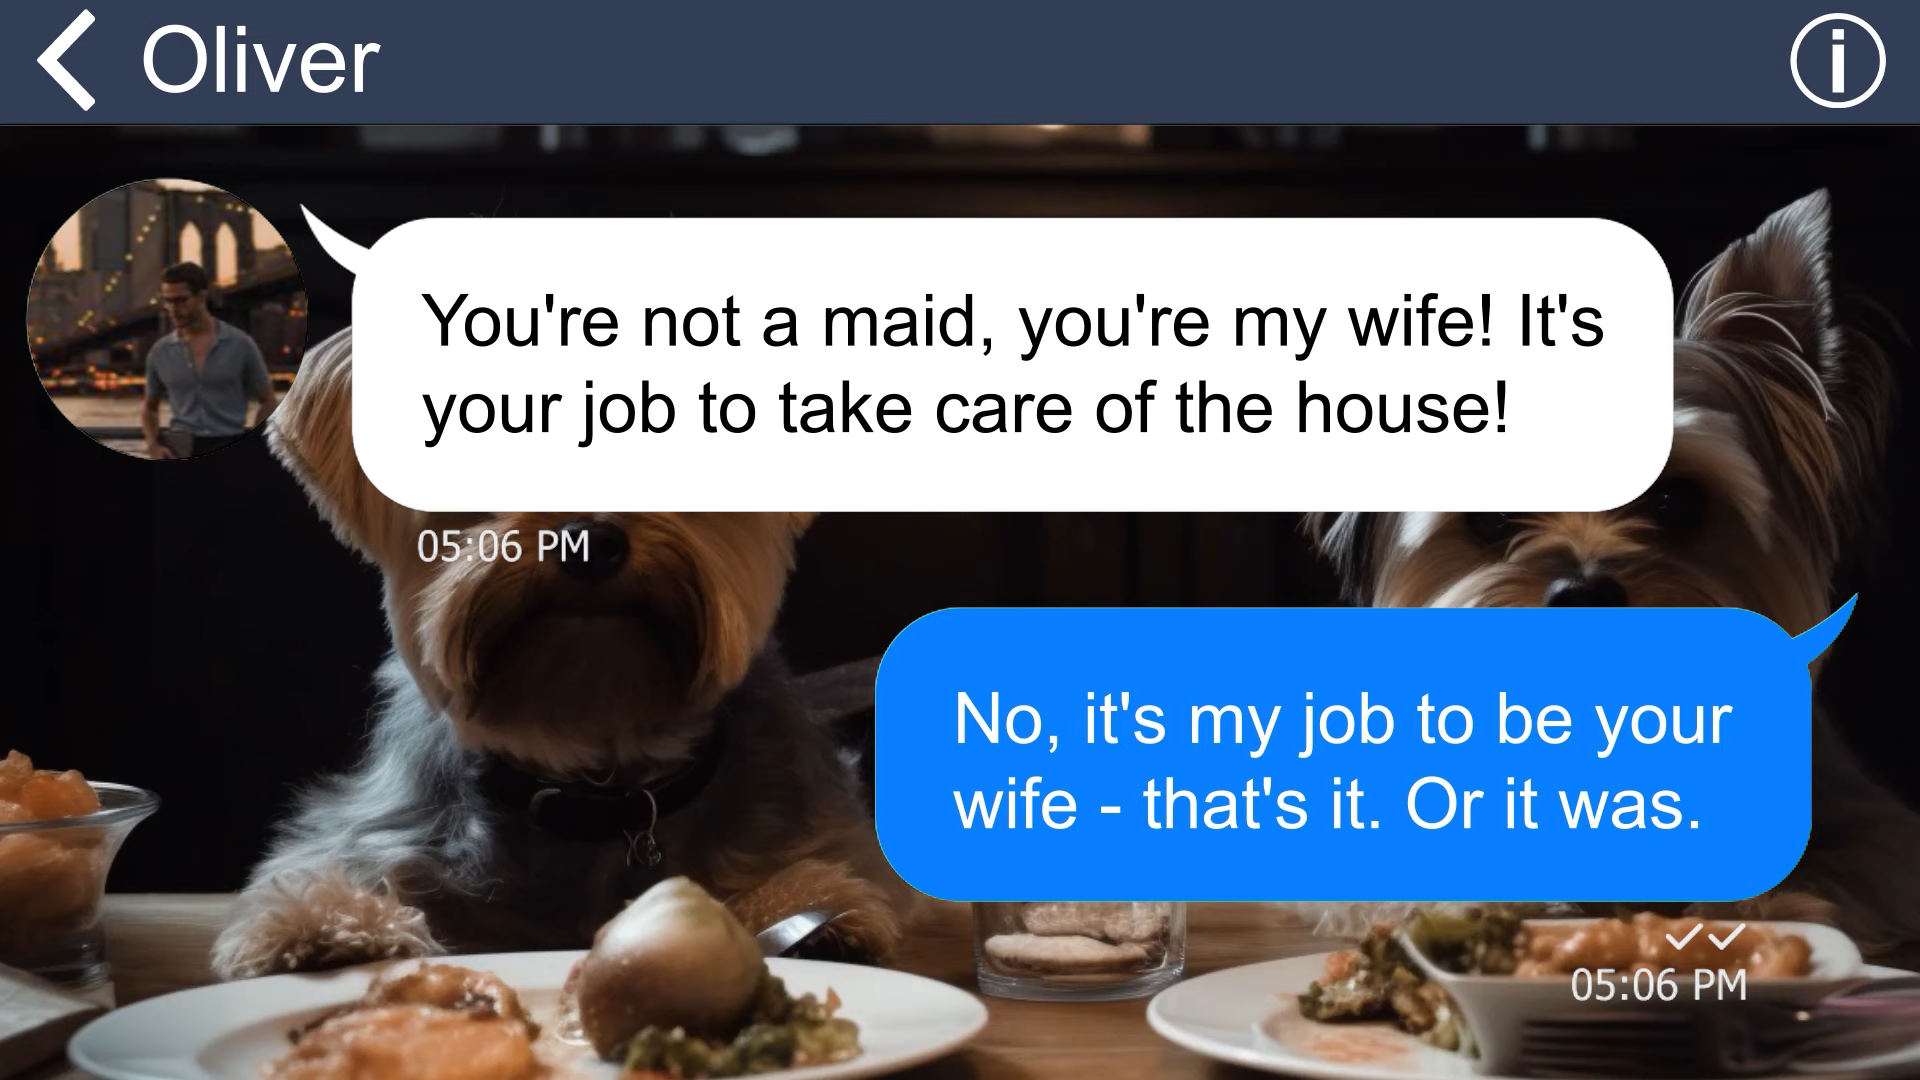 Oliver
You're not a maid, you're my wife! It's
your job to take care of the house!
05:06 PM
No, it's my job to be your
wife - that's it. Or it was.
05:06 PM